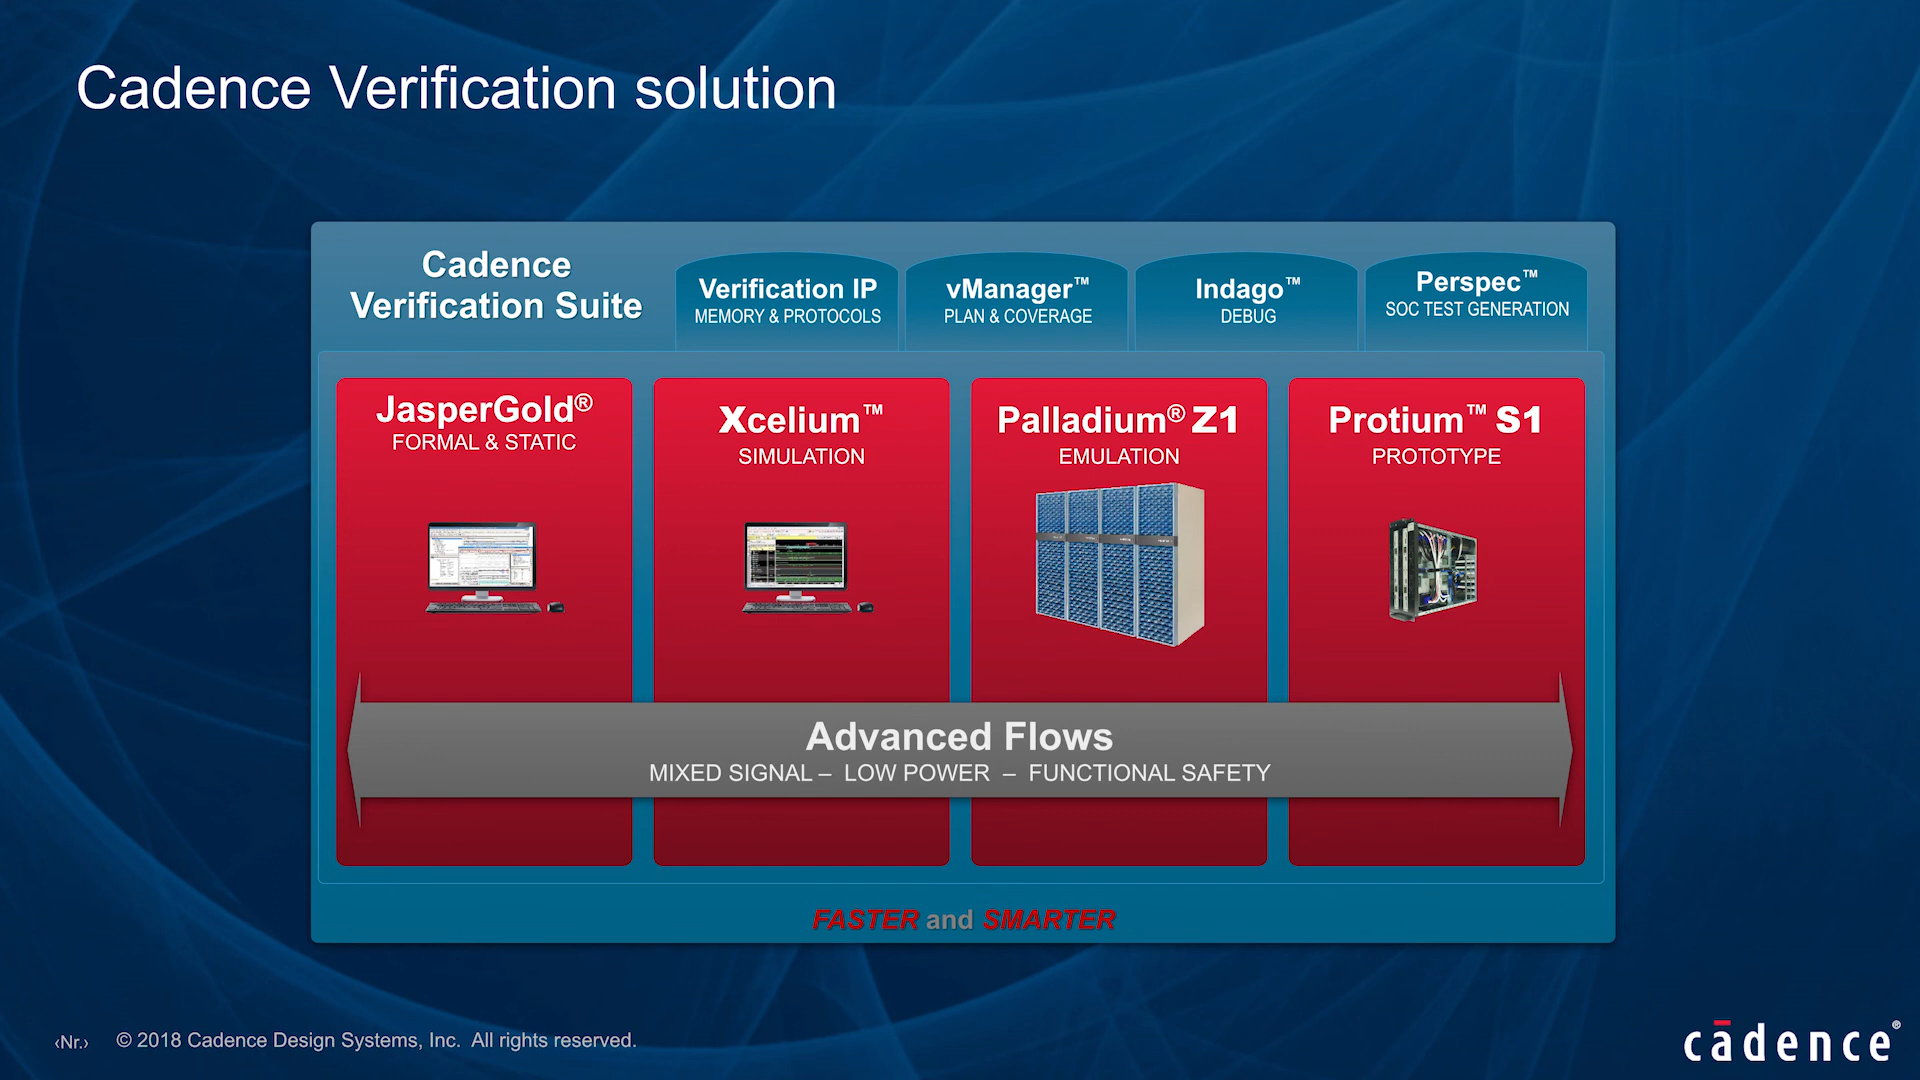 Cadence Verification solution
Cadence
Verification Suite
Verification IP
MEMORY & PROTOCOLS
vManager™
PLAN & COVERAGE
Indago™
DEBUG
Perspec™
SOC TEST GENERATION
JasperGold®
FORMAL & STATIC
Xcelium™
SIMULATION
Palladium® Z1
EMULATION
Protium™ S1
PROTOTYPE
Advanced Flows
MIXED SIGNAL – LOW POWER – FUNCTIONAL SAFETY
FASTER and SMARTER
‹Nr.› © 2018 Cadence Design Systems, Inc. All rights reserved.
cādence®